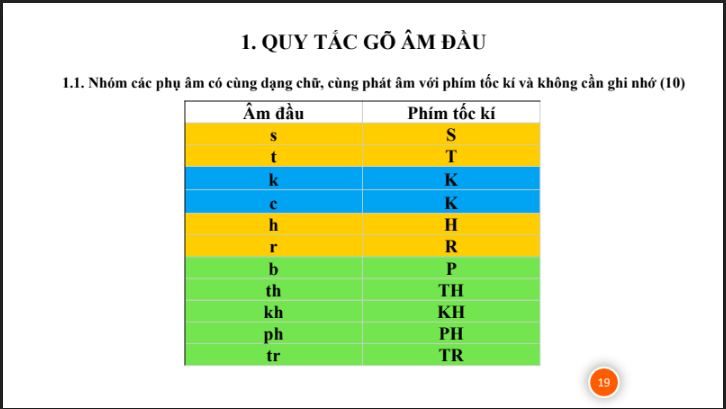 1. QUY TẮC GÕ ÂM ĐẦU
1.1. Nhóm các phụ âm có cùng dạng chữ, cùng phát âm với phím tốc kí và không cần ghi nhớ (10)
Âm đầu Phím tốc kí
s S
t T
k K
c K
h H
r R
b P
th TH
kh KH
ph PH
tr TR
19